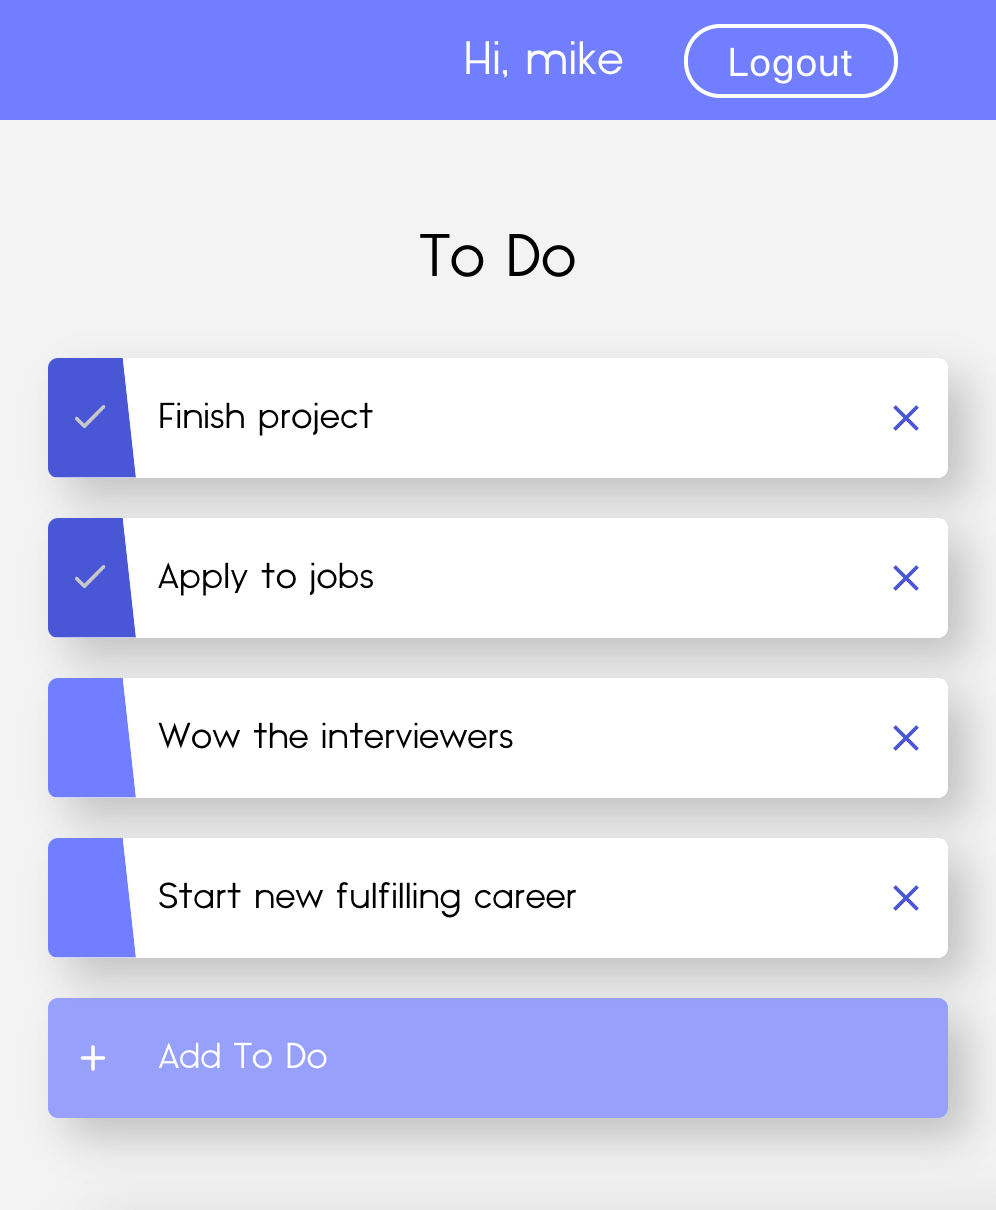 Hi, mike
Logout
To Do
Finish project
Apply to jobs
Wow the interviewers
Start new fulfilling career
Add To Do